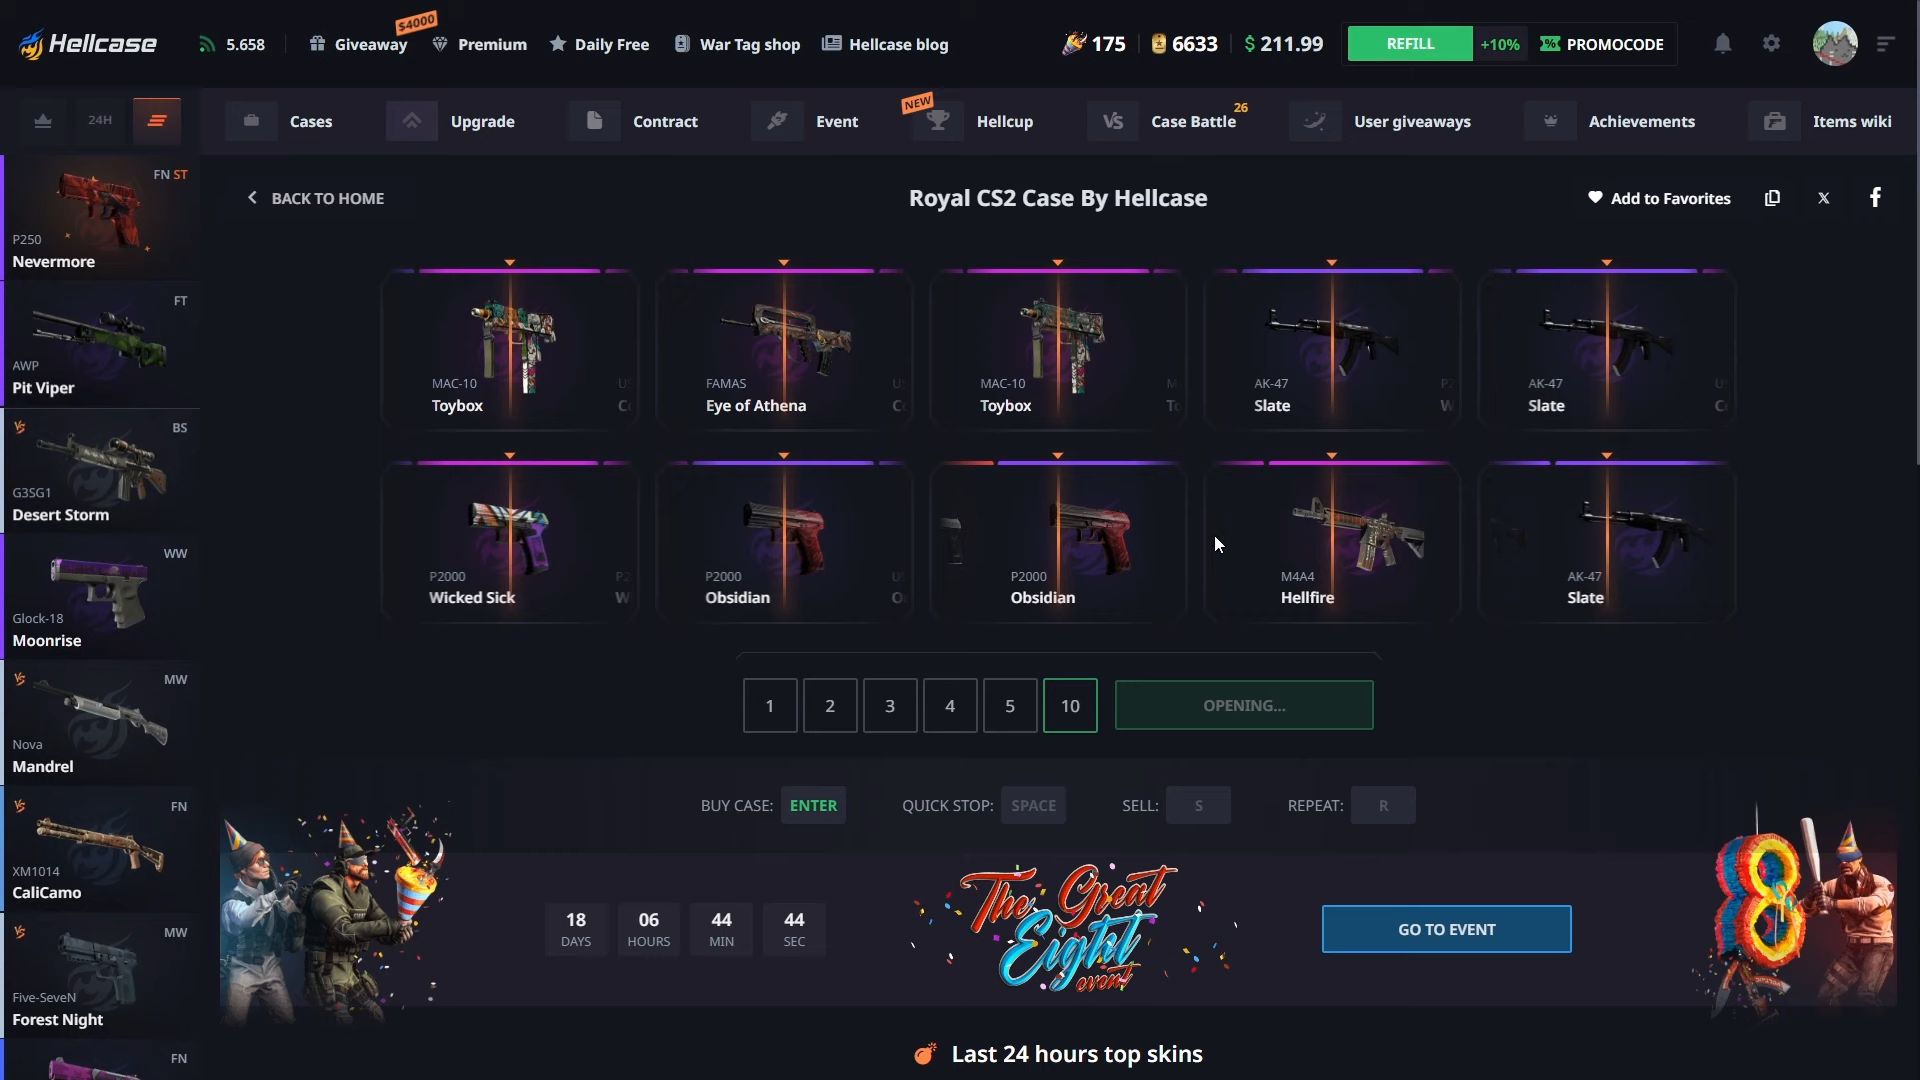 Hellcase
5.658
Giveaway
$4000
Premium
Daily Free
War Tag shop
Hellcase blog
175
6633
$ 211.99
REFILL
+10%
PROMOCODE
24H
Cases
Upgrade
Contract
Event
NEW
Hellcup
VS
Case Battle
26
User giveaways
Achievements
Items wiki
FN ST
P250
Nevermore
FT
AWP
Pit Viper
VS
BS
G3SG1
Desert Storm
WW
Glock-18
Moonrise
VS
MW
Nova
Mandrel
VS
FN
XM1014
CaliCamo
VS
MW
Five-SeveN
Forest Night
FN
BACK TO HOME
Royal CS2 Case By Hellcase
Add to Favorites
MAC-10
Toybox
FAMAS
Eye of Athena
MAC-10
Toybox
AK-47
Slate
AK-47
Slate
P2000
Wicked Sick
P2000
Obsidian
P2000
Obsidian
M4A4
Hellfire
AK-47
Slate
1
2
3
4
5
10
OPENING...
BUY CASE: ENTER
QUICK STOP: SPACE
SELL: S
REPEAT: R
18
DAYS
06
HOURS
44
MIN
44
SEC
The Great
Eight
event
GO TO EVENT
8
Last 24 hours top skins